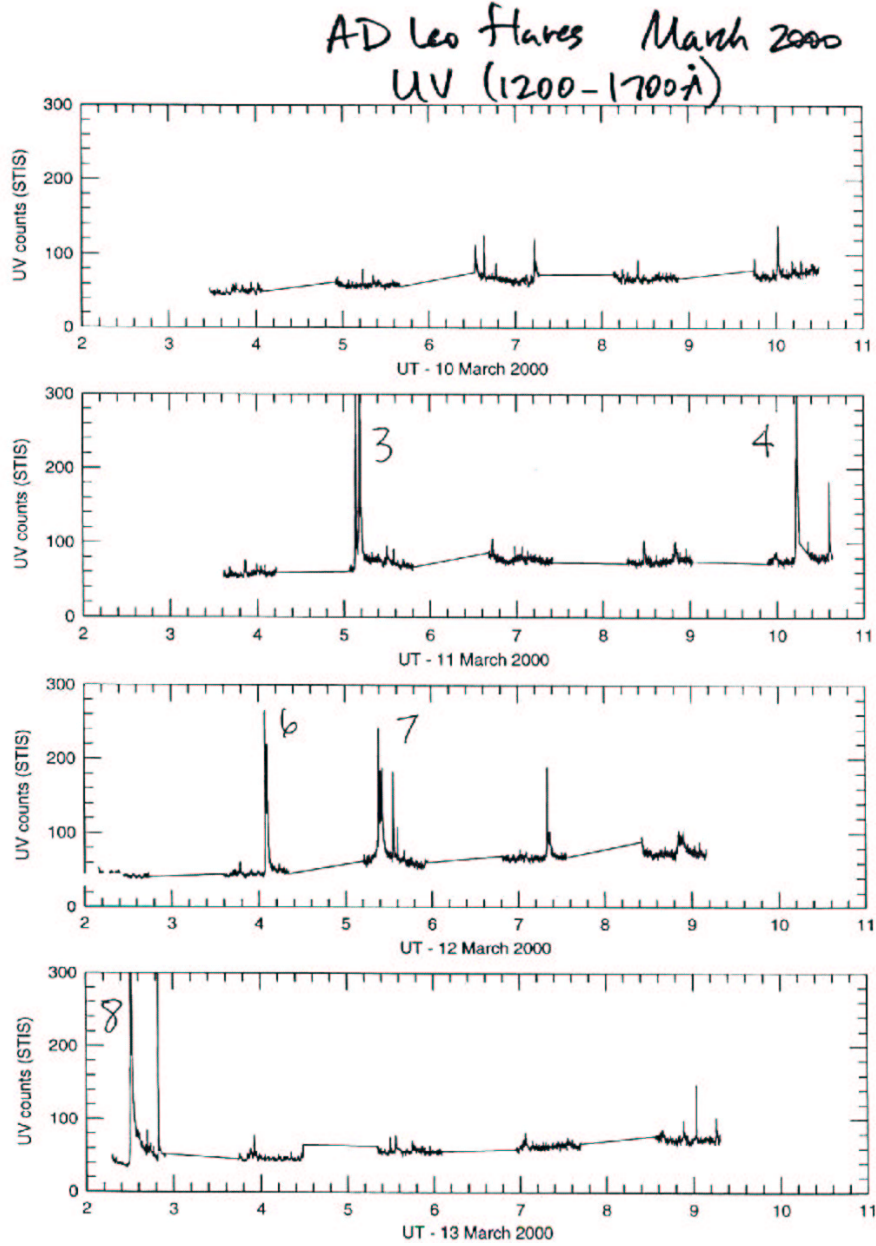 AD Leo flares March 2000
UV (1200-1700Å)
300
200
100
0
UV counts (STIS)
2 3 4 5 6 7 8 9 10 11
UT - 10 March 2000
300
200
100
0
UV counts (STIS)
3
4
2 3 4 5 6 7 8 9 10 11
UT - 11 March 2000
300
200
100
0
UV counts (STIS)
6
7
2 3 4 5 6 7 8 9 10 11
UT - 12 March 2000
300
200
100
0
UV counts (STIS)
8
2 3 4 5 6 7 8 9 10 11
UT - 13 March 2000